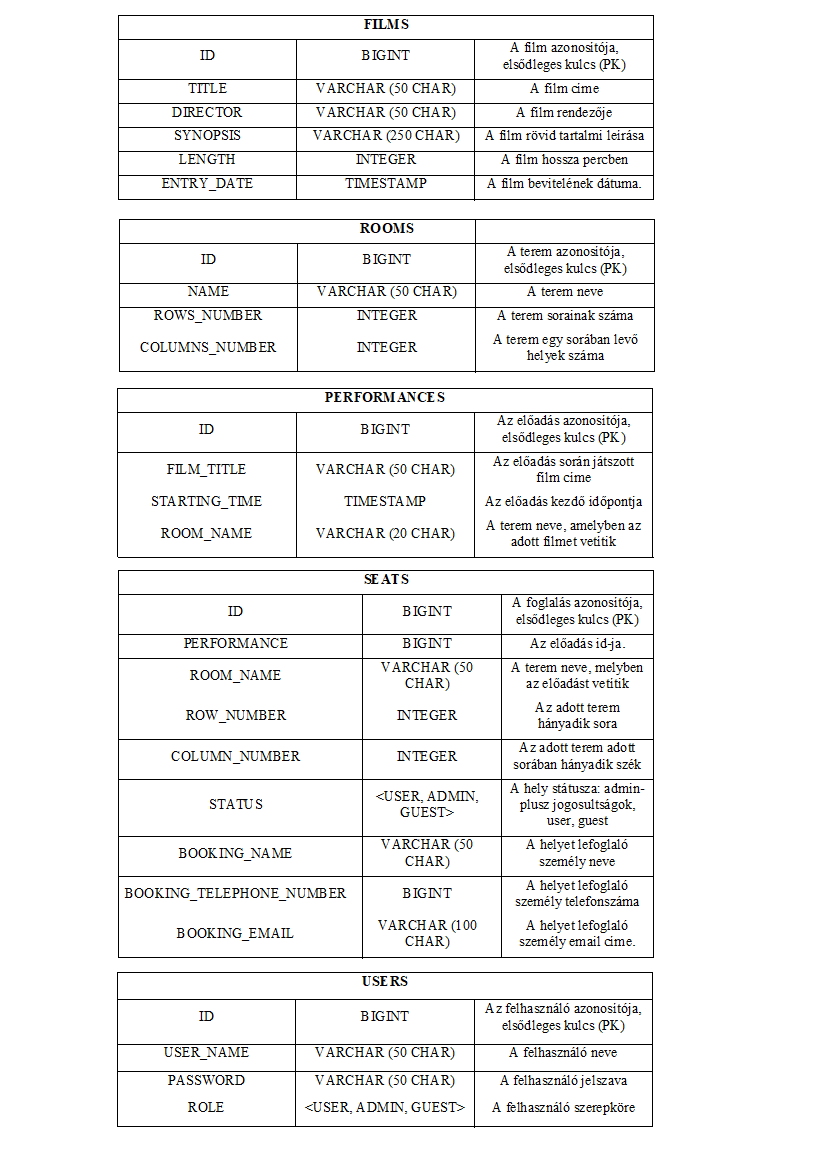 FILMS
ID BIGINT A film azonosítója,
elsődleges kulcs (PK)
TITLE VARCHAR (50 CHAR) A film címe
DIRECTOR VARCHAR (50 CHAR) A film rendezője
SYNOPSIS VARCHAR (250 CHAR) A film rövid tartalmi leírása
LENGTH INTEGER A film hossza percben
ENTRY_DATE TIMESTAMP A film bevitelének dátuma.
ROOMS
ID BIGINT A terem azonosítója,
elsődleges kulcs (PK)
NAME VARCHAR (50 CHAR) A terem neve
ROWS_NUMBER INTEGER A terem sorainak száma
COLUMNS_NUMBER INTEGER A terem egy sorában levő
helyek száma
PERFORMANCES
ID BIGINT Az előadás azonosítója,
elsődleges kulcs (PK)
FILM_TITLE VARCHAR (50 CHAR) Az előadás során játszott
film címe
STARTING_TIME TIMESTAMP Az előadás kezdő időpontja
ROOM_NAME VARCHAR (20 CHAR) A terem neve, amelyben az
adott filmet vetítik
SEATS
ID BIGINT A foglalás azonosítója,
elsődleges kulcs (PK)
PERFORMANCE BIGINT Az előadás id-ja.
ROOM_NAME VARCHAR (50
CHAR) A terem neve, melyben
az előadást vetítik
ROW_NUMBER INTEGER Az adott terem
hányadik sora
COLUMN_NUMBER INTEGER Az adott terem adott
sorában hányadik szék
STATUS <USER, ADMIN,
GUEST> A hely státusza: admin-
plusz jogosultságok,
user, guest
BOOKING_NAME VARCHAR (50
CHAR) A helyet lefoglaló
személy neve
BOOKING_TELEPHONE_NUMBER BIGINT A helyet lefoglaló
személy telefonszáma
BOOKING_EMAIL VARCHAR (100
CHAR) A helyet lefoglaló
személy email címe.
USERS
ID BIGINT Az felhasználó azonosítója,
elsődleges kulcs (PK)
USER_NAME VARCHAR (50 CHAR) A felhasználó neve
PASSWORD VARCHAR (50 CHAR) A felhasználó jelszava
ROLE <USER, ADMIN, GUEST> A felhasználó szerepköre